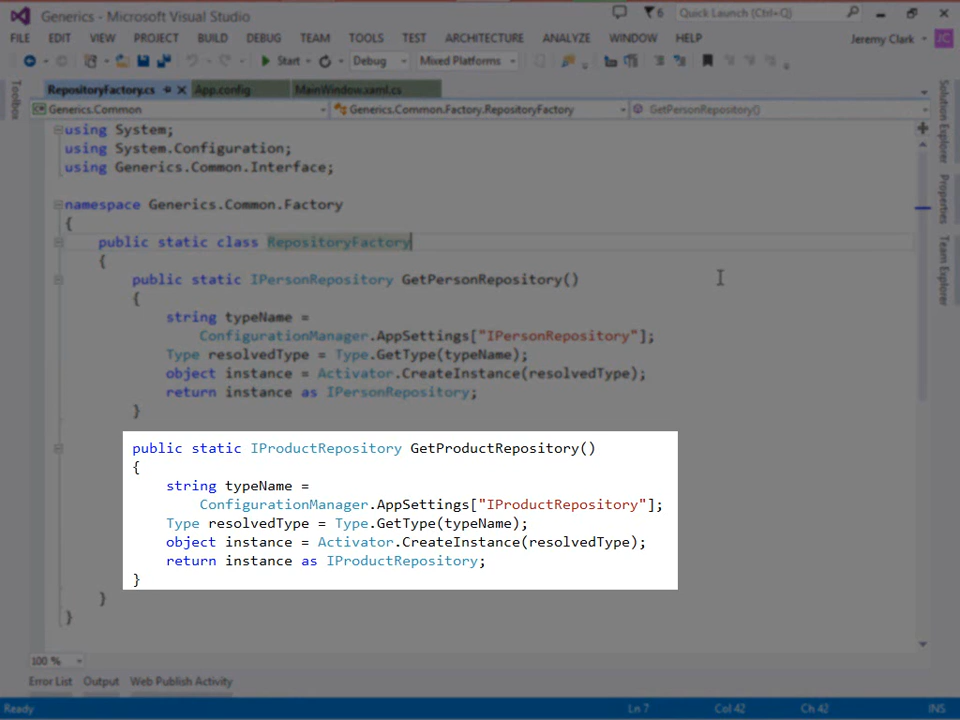 Generics - Microsoft Visual Studio
6
Quick Launch (Ctrl+Q)
FILE EDIT VIEW PROJECT BUILD DEBUG TEAM TOOLS TEST ARCHITECTURE ANALYZE WINDOW HELP
Jeremy Clark
JC
Start
Debug
Mixed Platforms
Toolbox
RepositoryFactory.cs
App.config
MainWindow.xaml.cs
Generics.Common
Generics.Common.Factory.RepositoryFactory
GetPersonRepository()
Solution Explorer
Properties
Team Explorer
using System;
using System.Configuration;
using Generics.Common.Interface;
namespace Generics.Common.Factory
{
public static class RepositoryFactory
{
public static IPersonRepository GetPersonRepository()
{
string typeName =
ConfigurationManager.AppSettings["IPersonRepository"];
Type resolvedType = Type.GetType(typeName);
object instance = Activator.CreateInstance(resolvedType);
return instance as IPersonRepository;
}
public static IProductRepository GetProductRepository()
{
string typeName =
ConfigurationManager.AppSettings["IProductRepository"];
Type resolvedType = Type.GetType(typeName);
object instance = Activator.CreateInstance(resolvedType);
return instance as IProductRepository;
}
}
}
100 %
Error List Output Web Publish Activity
Ready
Ln 7 Col 42 Ch 42 INS